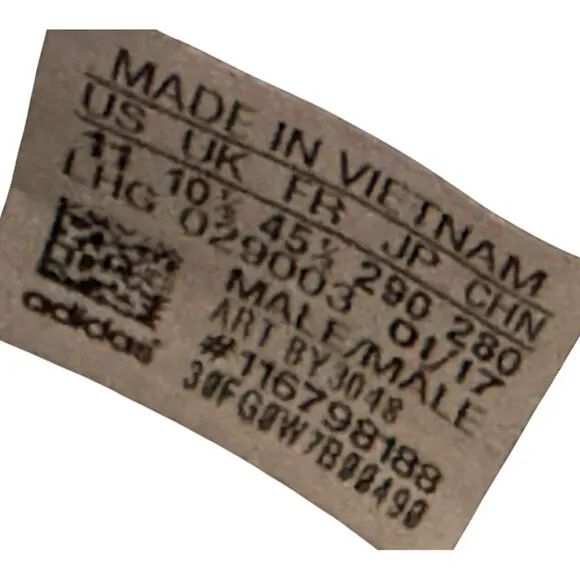 MADE IN VIETNAM
US UK FR JP CHN
11 10½ 45⅓ 290 280
LHG 029003 01/17
MALE/MALE
ART BY3048
#116798188
30FG0W7B00490
adidas